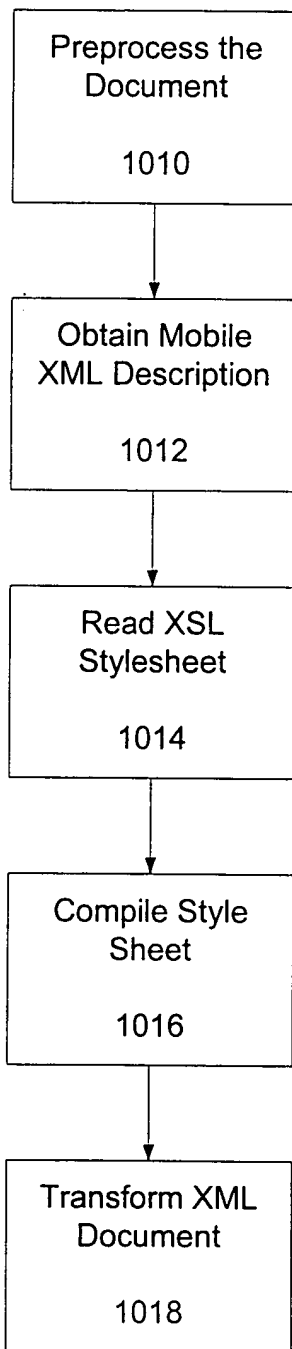 Preprocess the
Document
1010
Obtain Mobile
XML Description
1012
Read XSL
Stylesheet
1014
Compile Style
Sheet
1016
Transform XML
Document
1018